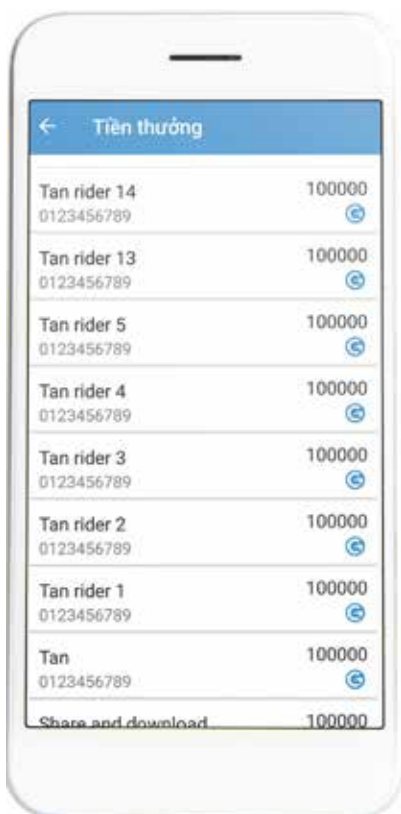 Tiền thưởng
Tan rider 14 100000
0123456789
Tan rider 13 100000
0123456789
Tan rider 5 100000
0123456789
Tan rider 4 100000
0123456789
Tan rider 3 100000
0123456789
Tan rider 2 100000
0123456789
Tan rider 1 100000
0123456789
Tan 100000
0123456789
Share and download 100000